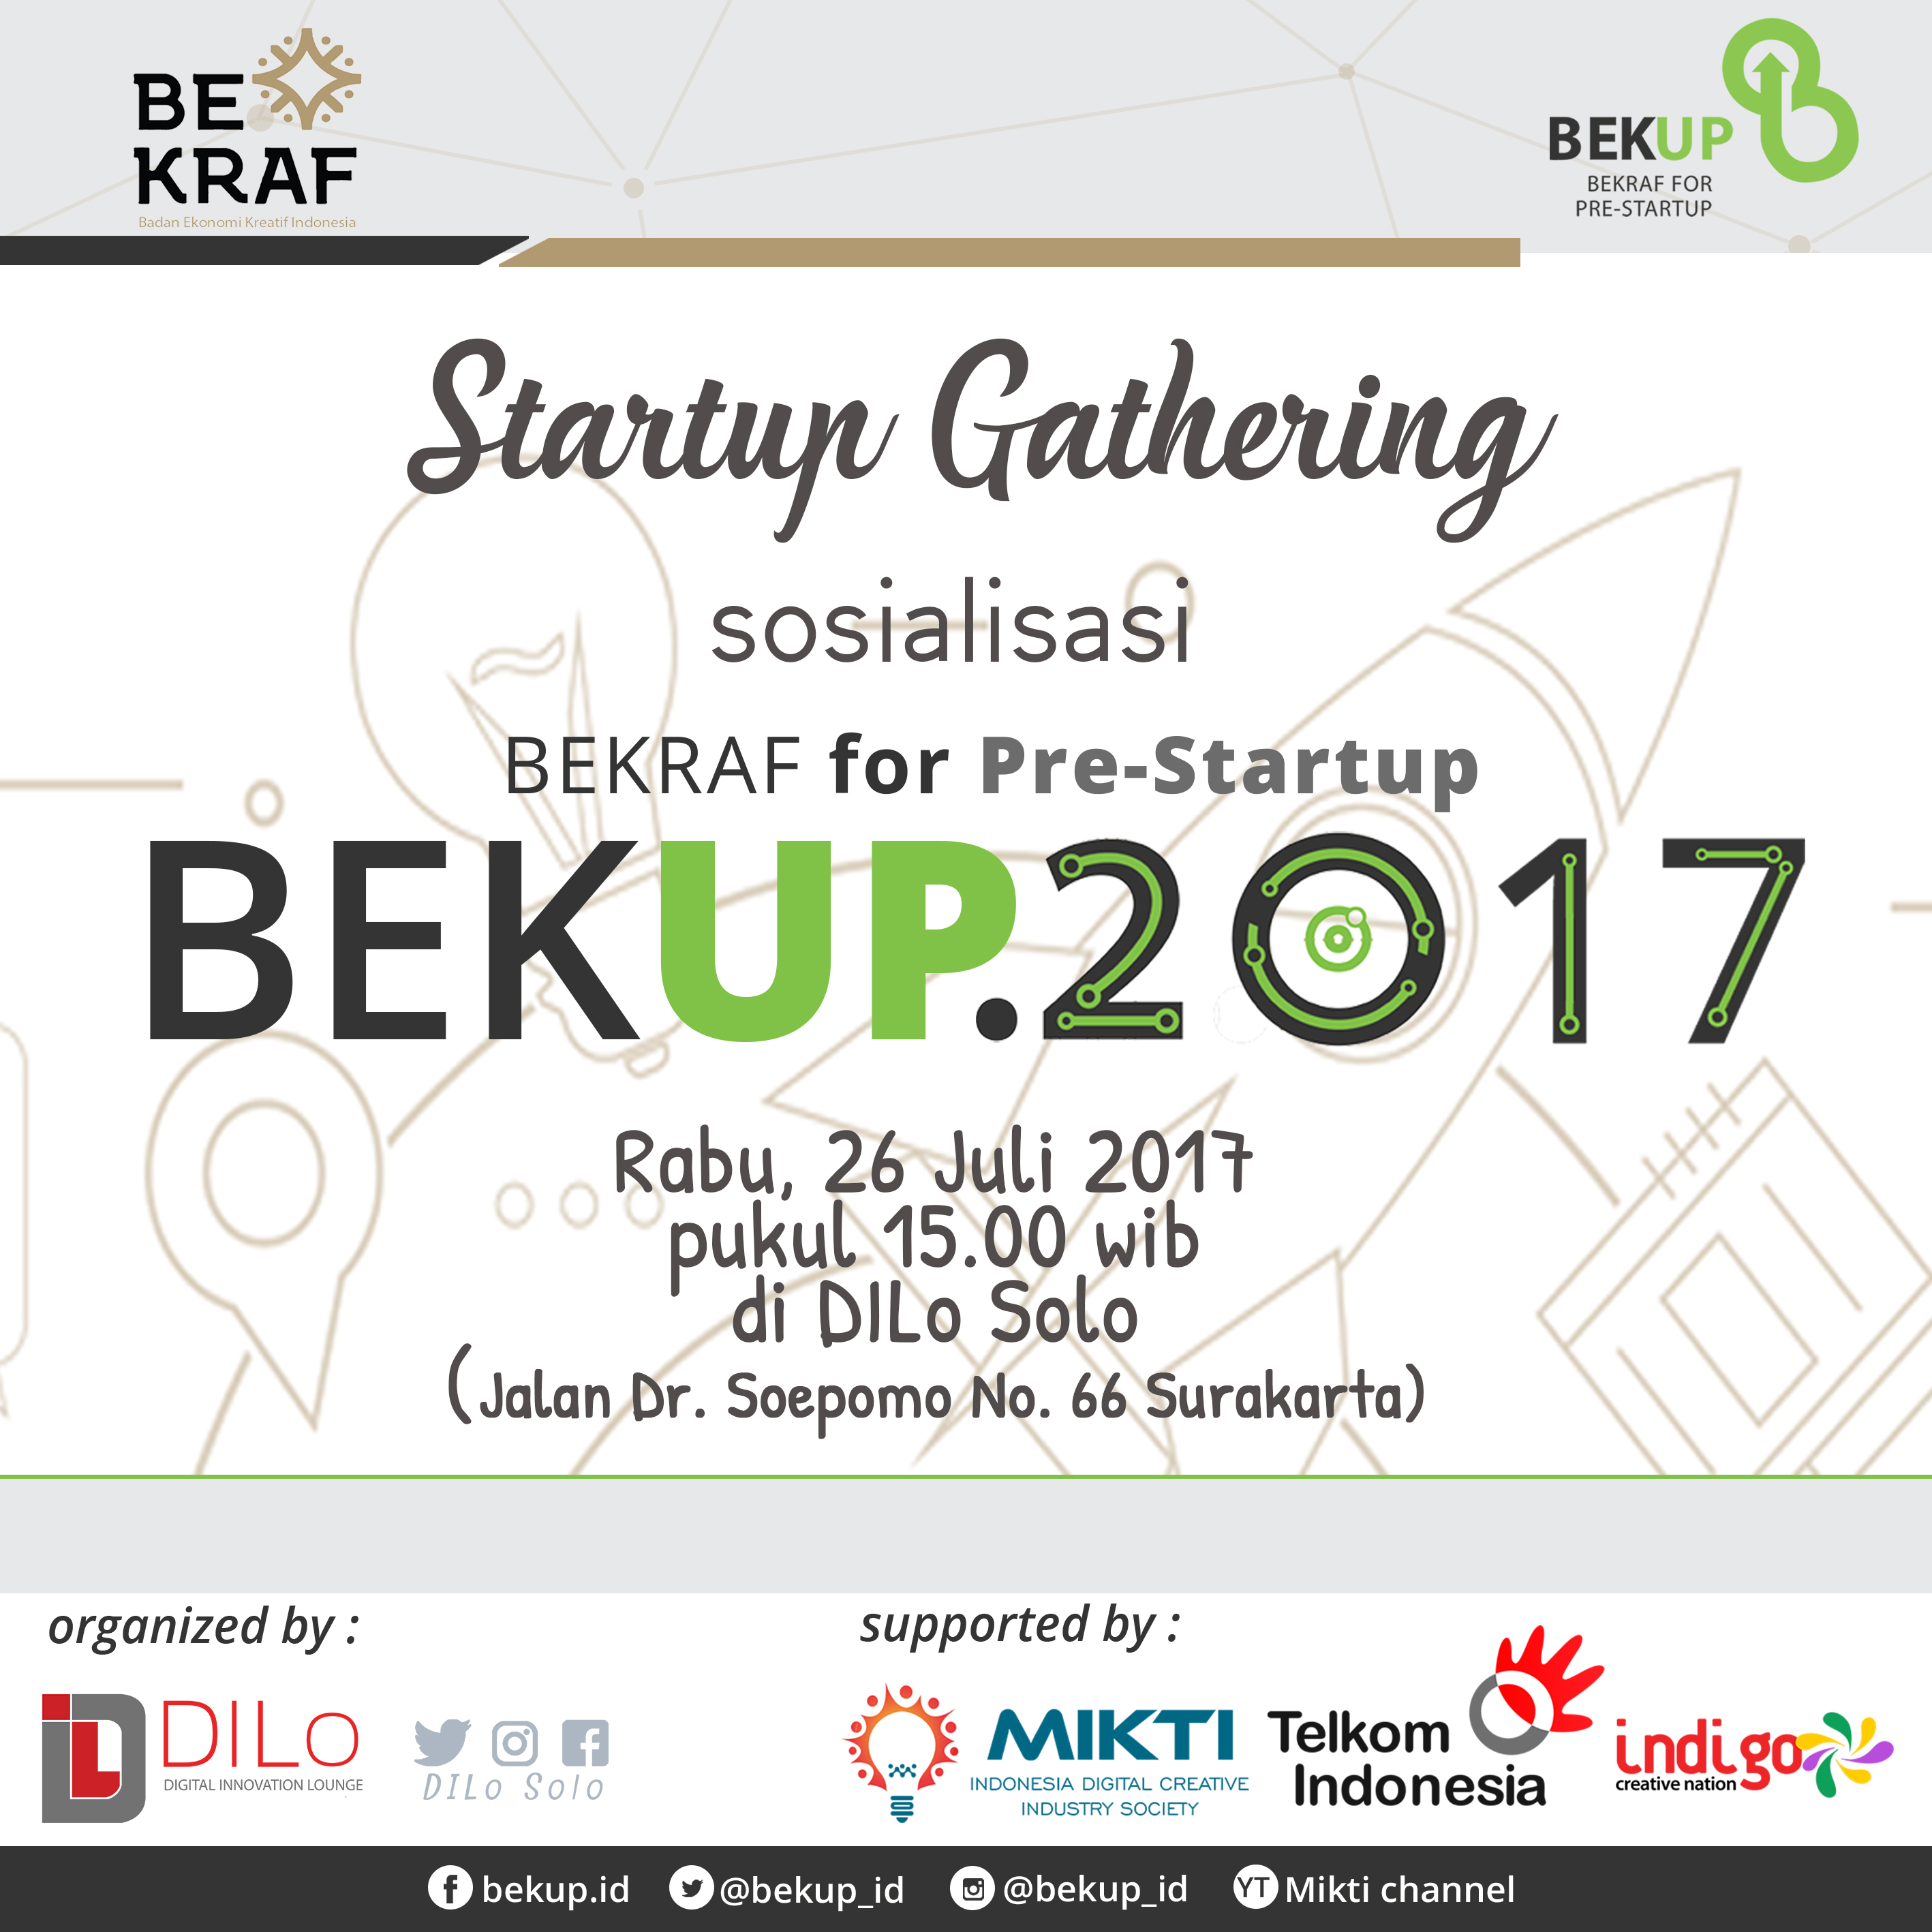 BE
KRAF
Badan Ekonomi Kreatif Indonesia
BEKUP
BEKRAF FOR
PRE-STARTUP
Startup Gathering
sosialisasi
BEKRAF for Pre-Startup
BEKUP.2017
Rabu, 26 Juli 2017
pukul 15.00 wib
di DILo Solo
(Jalan Dr. Soepomo No. 66 Surakarta)
organized by :
DILo
DIGITAL INNOVATION LOUNGE
DILo Solo
supported by :
MIKTI
INDONESIA DIGITAL CREATIVE
INDUSTRY SOCIETY
Telkom
Indonesia
indigo
creative nation
bekup.id
@bekup_id
@bekup_id
YT Mikti channel